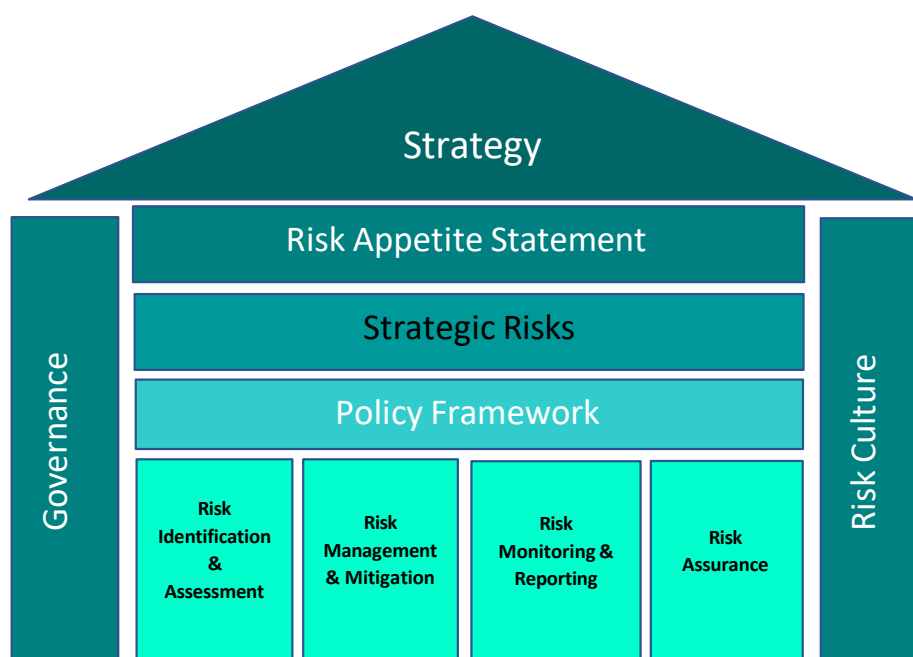 Strategy
Risk Appetite Statement
Strategic Risks
Policy Framework
Governance
Risk Culture
Risk
Identification
&
Assessment
Risk
Management
& Mitigation
Risk
Monitoring &
Reporting
Risk
Assurance